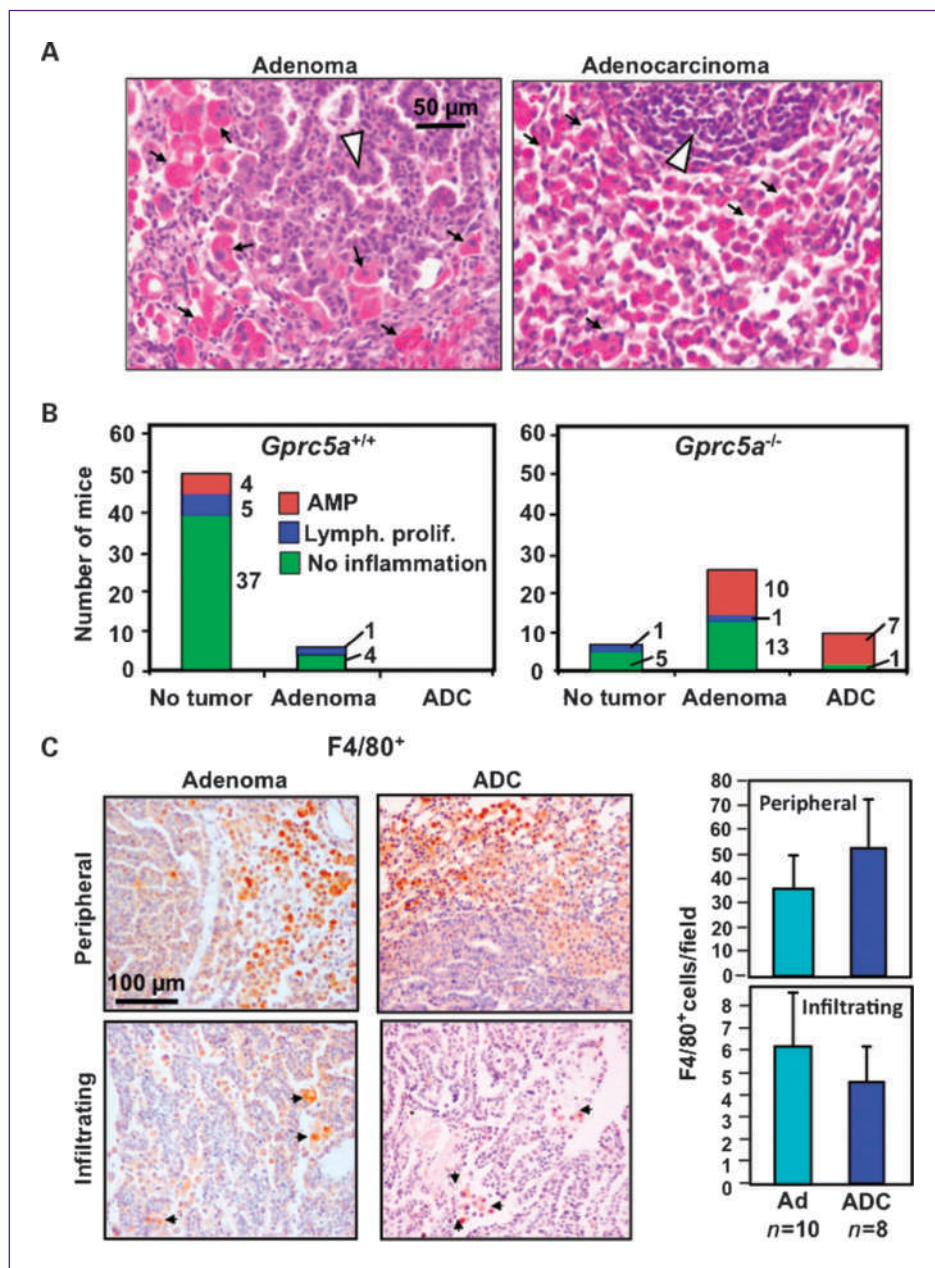 A
Adenoma
Adenocarcinoma
50 µm
B
Number of mice
60
50
40
30
20
10
0
Gprc5a+/+
4
5
37
AMP
Lymph. prolif.
No inflammation
1
4
No tumor
Adenoma
ADC
60
50
40
30
20
10
0
Gprc5a-/-
1
5
10
1
13
7
1
No tumor
Adenoma
ADC
C
F4/80+
Adenoma
ADC
Peripheral
100 µm
Infiltrating
F4/80+cells/field
80
70
60
50
40
30
20
10
0
Peripheral
8
7
6
5
4
3
2
1
0
Infiltrating
Ad
ADC
n=10
n=8